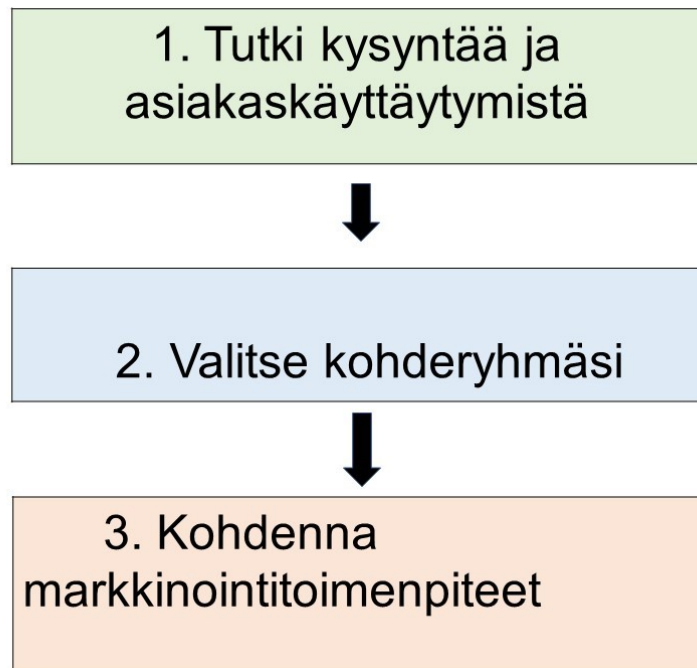 1. Tutki kysyntää ja
asiakaskäyttäytymistä
2. Valitse kohderyhmäsi
3. Kohdenna
markkinointitoimenpiteet